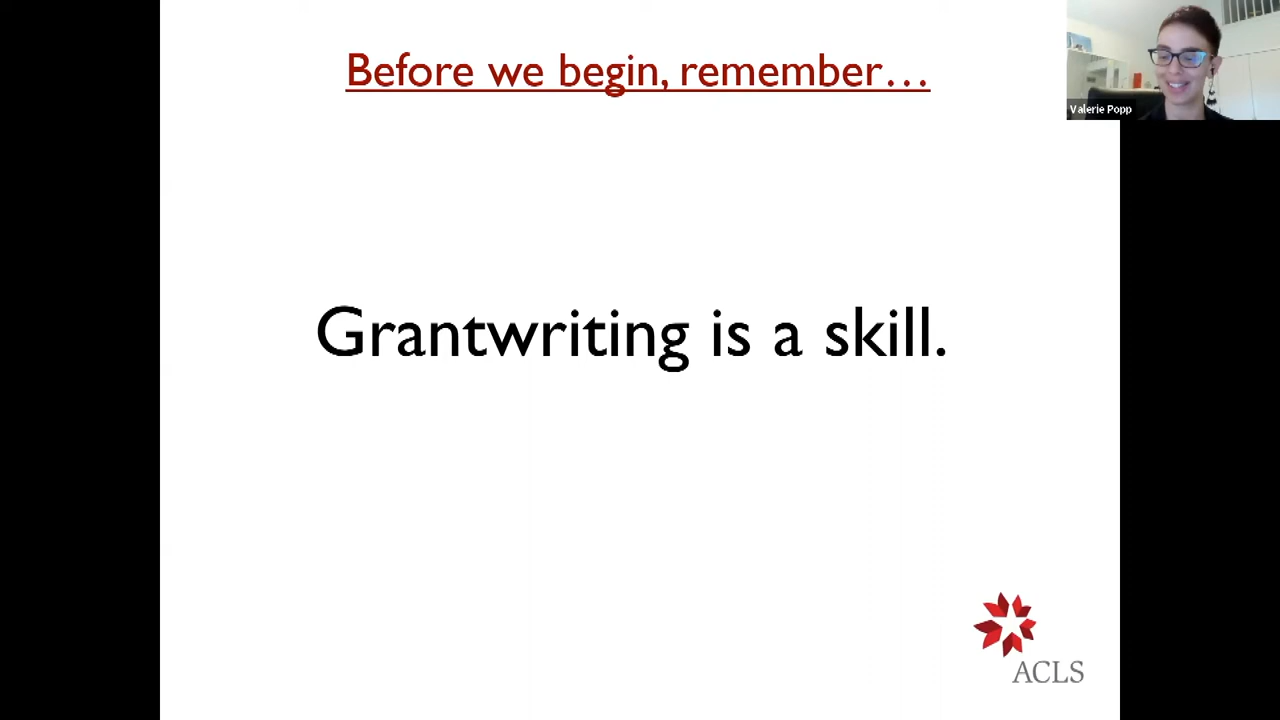 Before we begin, remember…
Valerie Popp
Grantwriting is a skill.
ACLS